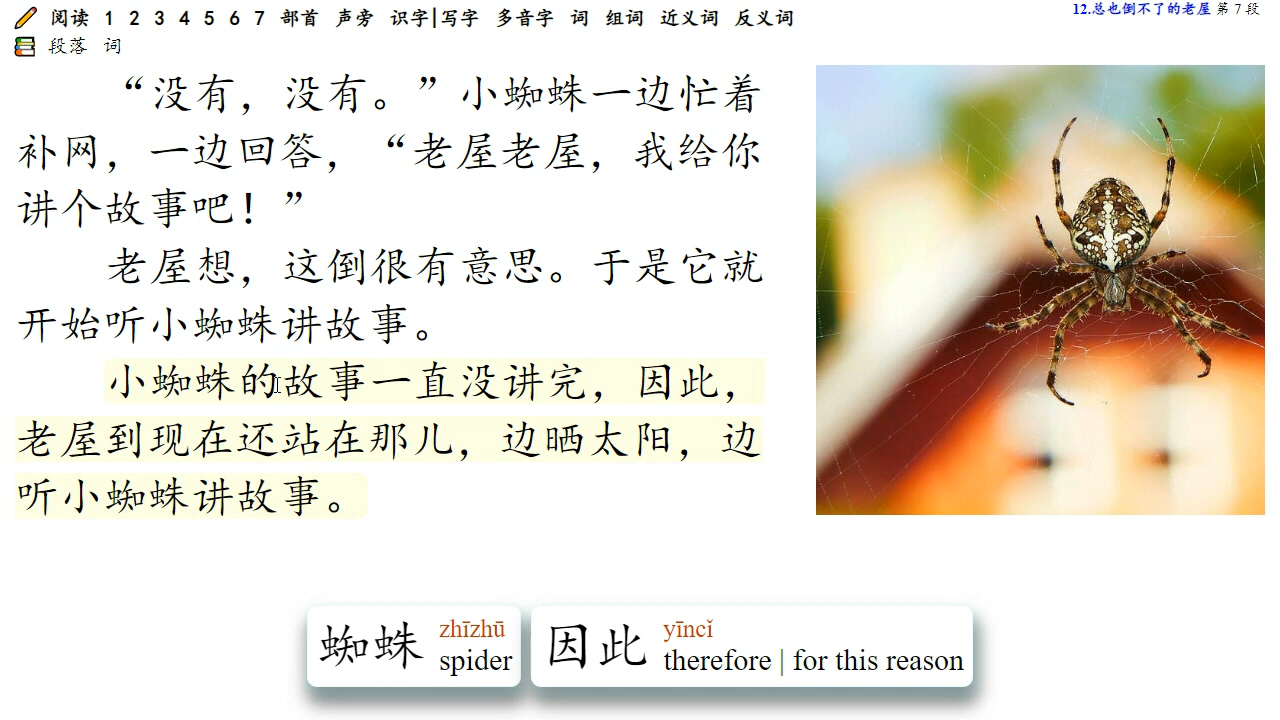 阅读 1 2 3 4 5 6 7 部首 声旁 识字|写字 多音字 词 组词 近义词 反义词
12.总也倒不了的老屋 第 7 段
段落 词
“没有，没有。”小蜘蛛一边忙着
补网，一边回答，“老屋老屋，我给你
讲个故事吧！”
老屋想，这倒很有意思。于是它就
开始听小蜘蛛讲故事。
小蜘蛛的故事一直没讲完，因此，
老屋到现在还站在那儿，边晒太阳，边
听小蜘蛛讲故事。
蜘蛛 zhīzhū spider
因此 yīncǐ therefore | for this reason